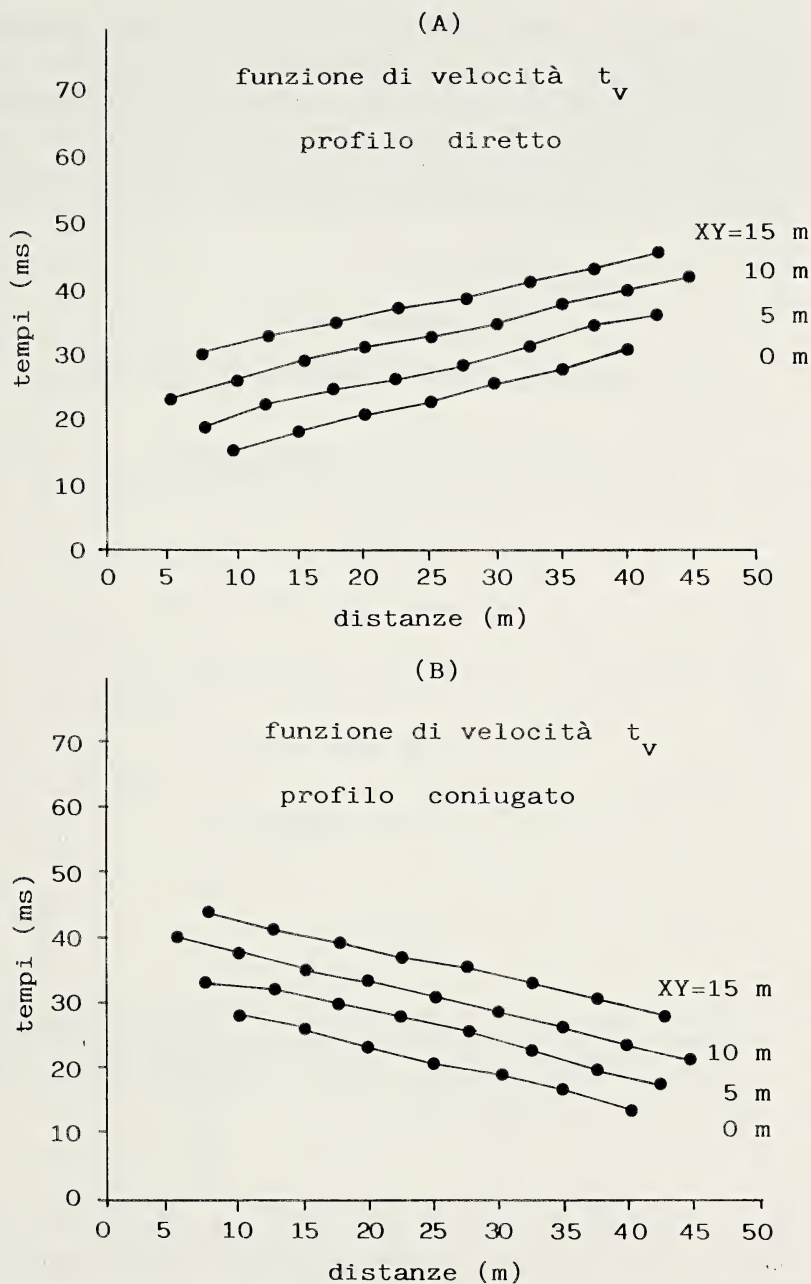 (A)
funzione di velocità t_v
profilo diretto
tempi (ms)
70
60
50
40
30
20
10
0
XY=15 m
10 m
5 m
0 m
0 5 10 15 20 25 30 35 40 45 50
distanze (m)
(B)
funzione di velocità t_v
profilo coniugato
tempi (ms)
70
60
50
40
30
20
10
0
XY=15 m
10 m
5 m
0 m
0 5 10 15 20 25 30 35 40 45 50
distanze (m)